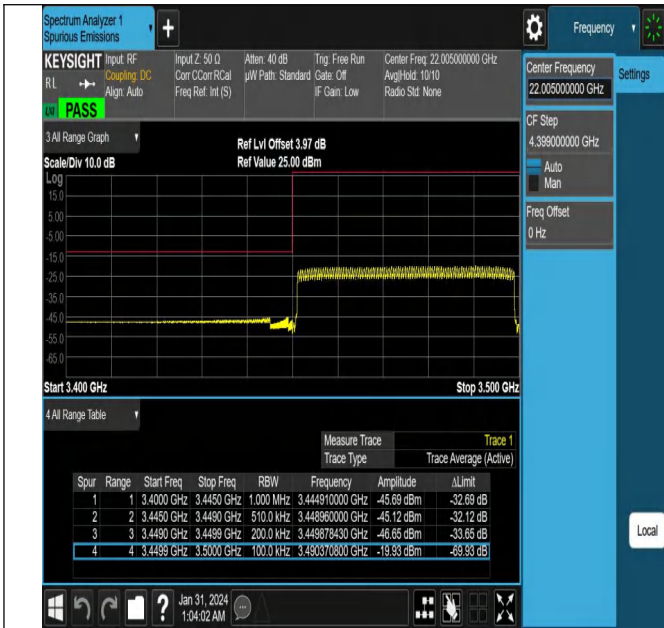 Spectrum Analyzer 1
Spurious Emissions
Frequency
KEYSIGHT
RL
Input: RF
Coupling: DC
Align: Auto
Input Z: 50 Ω
Corr CCorr RCal
Freq Ref: Int (S)
Atten: 40 dB
µW Path: Standard
Trig: Free Run
Gate: Off
IF Gain: Low
Center Freq: 22.005000000 GHz
Avg|Hold: 10/10
Radio Std: None
PASS
Center Frequency
22.005000000 GHz
Settings
CF Step
4.399000000 GHz
Auto
Man
Freq Offset
0 Hz
3 All Range Graph
Scale/Div 10.0 dB
Ref Lvl Offset 3.97 dB
Ref Value 25.00 dBm
Log
15.0
5.00
-5.00
-15.0
-25.0
-35.0
-45.0
-55.0
-65.0
Start 3.400 GHz
Stop 3.500 GHz
4 All Range Table
Measure Trace Trace 1
Trace Type Trace Average (Active)
Spur Range Start Freq Stop Freq RBW Frequency Amplitude ΔLimit
1 1 3.4000 GHz 3.4450 GHz 1.000 MHz 3.444910000 GHz -45.69 dBm -32.69 dB
2 2 3.4450 GHz 3.4490 GHz 510.0 kHz 3.448960000 GHz -45.12 dBm -32.12 dB
3 3 3.4490 GHz 3.4499 GHz 200.0 kHz 3.449878430 GHz -46.65 dBm -33.65 dB
4 4 3.4499 GHz 3.5000 GHz 100.0 kHz 3.490370800 GHz -19.93 dBm -69.93 dB
Local
Jan 31, 2024
1:04:02 AM